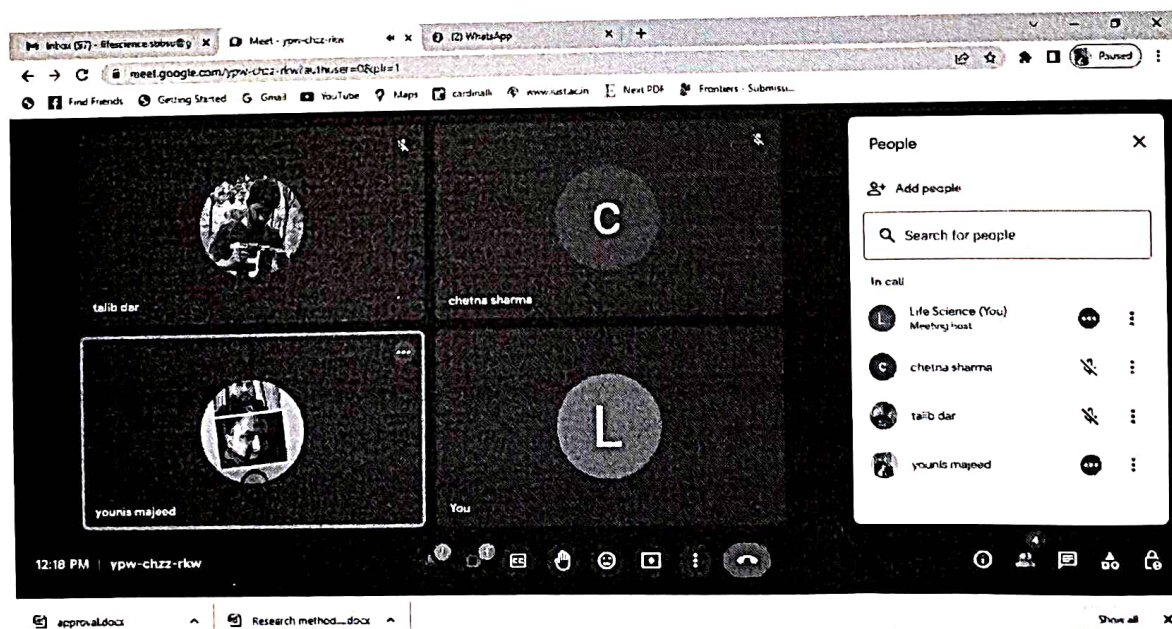 Inbox (57) - lifescience.sbbsu@g
Meet - ypw-chzz-rkw
(2) WhatsApp
meet.google.com/ypw-chzz-rkw?authuser=0&pli=1
Paused
Find Friends
Getting Started
G Gmail
YouTube
Maps
cardinalk
www.iust.ac.in
Next PDF
Frontiers - Submissi...
talib dar
C
chetna sharma
younis majeed
L
You
People
Add people
Search for people
In call
L
Life Science (You)
Meeting host
C
chetna sharma
talib dar
younis majeed
12:18 PM | ypw-chzz-rkw
CC
4
approval.docx
Research method....docx
Show all